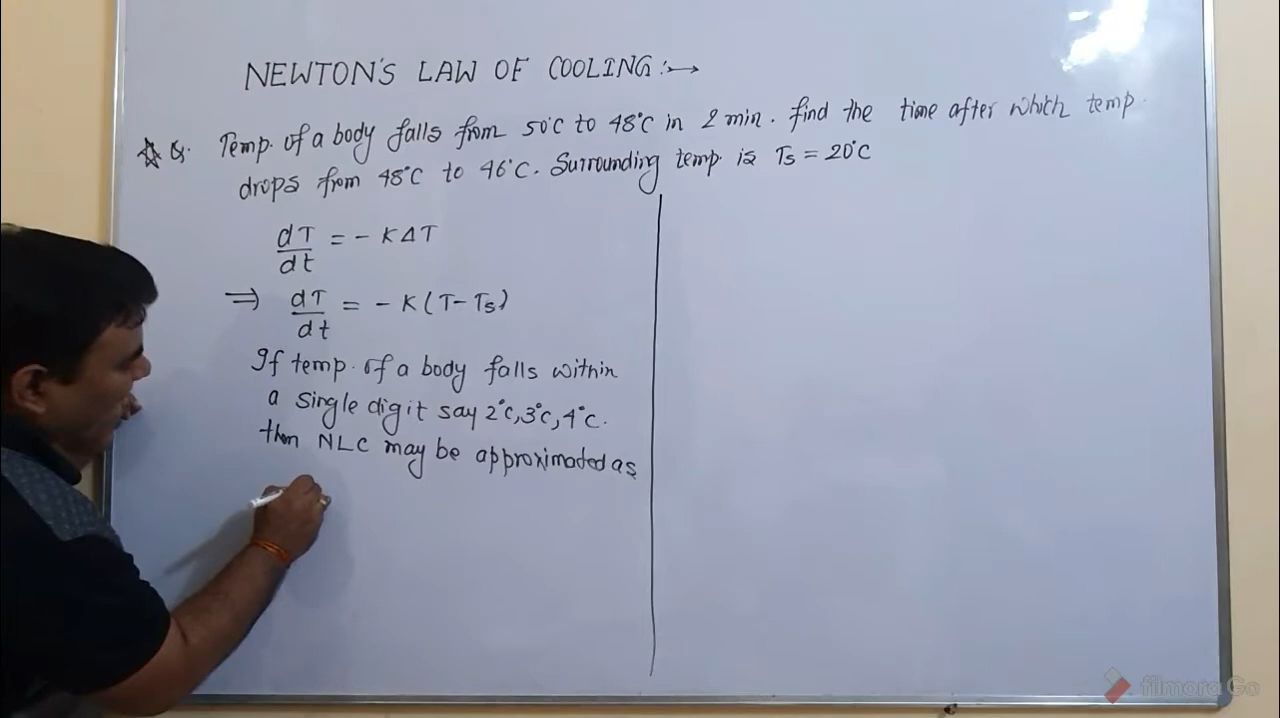 NEWTON'S LAW OF COOLING :→
Q. Temp. of a body falls from 50°C to 48°C in 2 min. find the time after which temp.
drops from 48°C to 46°C. Surrounding temp. is Ts = 20°C
dT/dt = - K ΔT
⇒ dT/dt = - K (T - Ts)
If temp. of a body falls within
a single digit say 2°C, 3°C, 4°C.
then NLC may be approximated as
filmora Go